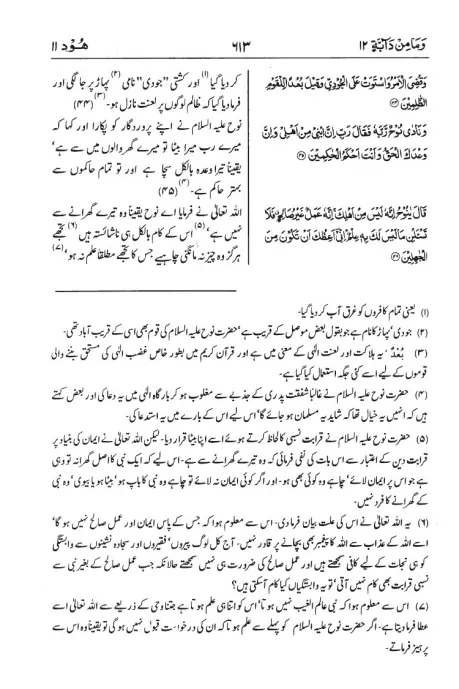 وَمَا مِنْ دَآبَّة ١٢
٦١٣
هُوْد ١١
وَقُضِيَ الْاَمْرُ وَاسْتَوَتْ عَلَى الْجُوْدِيِّ وَقِيْلَ بُعْدًا لِّلْقَوْمِ
الظّٰلِمِيْنَ ﴿٤٤﴾
وَنَادٰى نُوْحٌ رَّبَّهٗ فَقَالَ رَبِّ اِنَّ ابْنِيْ مِنْ اَهْلِيْ وَاِنَّ
وَعْدَكَ الْحَقُّ وَاَنْتَ اَحْكَمُ الْحٰكِمِيْنَ ﴿٤٥﴾
قَالَ يٰنُوْحُ اِنَّهٗ لَيْسَ مِنْ اَهْلِكَ اِنَّهٗ عَمَلٌ غَيْرُ صَالِحٍ فَلَا
تَسْـَٔلْنِ مَا لَيْسَ لَكَ بِهٖ عِلْمٌ اِنِّيْٓ اَعِظُكَ اَنْ تَكُوْنَ مِنَ
الْجٰهِلِيْنَ ﴿٤٦﴾
کر دیا گیا (۱) اور کشتی "جودی" نامی (۲) پہاڑ پر جا لگی اور
فرما دیا گیا کہ ظالم لوگوں پر لعنت نازل ہو۔ (۳) (۴۴)
نوح علیہ السلام نے اپنے پروردگار کو پکارا اور کہا کہ
میرے رب میرا بیٹا تو میرے گھر والوں میں سے ہے،
یقیناً تیرا وعدہ بالکل سچا ہے اور تو تمام حاکموں سے
بہتر حاکم ہے۔ (۴) (۴۵)
اللہ تعالیٰ نے فرمایا اے نوح یقیناً وہ تیرے گھرانے سے
نہیں ہے، (۵) اس کے کام بالکل ہی ناشائستہ ہیں (۶) تجھے
ہرگز وہ چیز نہ مانگنی چاہیے جس کا تجھے مطلقاً علم نہ ہو، (۷)
(۱) یعنی تمام کافروں کو غرق آب کر دیا گیا۔
(۲) جودی، پہاڑ کا نام ہے جو بقول بعض موصل کے قریب ہے، حضرت نوح علیہ السلام کی قوم بھی اسی کے قریب آباد تھی۔
(۳) بُعْدٌ، یہ ہلاکت اور لعنت الٰہی کے معنی میں ہے اور قرآن کریم میں بطور خاص غضب الٰہی کی مستحق بننے والی
قوموں کے لیے اسے کئی جگہ استعمال کیا گیا ہے۔
(۴) حضرت نوح علیہ السلام نے غالباً شفقت پدری کے جذبے سے مغلوب ہو کر بارگاہ الٰہی میں یہ دعا کی اور بعض کہتے
ہیں کہ انہیں یہ خیال تھا کہ شاید یہ مسلمان ہو جائے گا، اس لیے اس کے بارے میں یہ استدعا کی۔
(۵) حضرت نوح علیہ السلام نے قرابت نسبی کا لحاظ کرتے ہوئے اسے اپنا بیٹا قرار دیا۔ لیکن اللہ تعالیٰ نے ایمان کی بنیاد پر
قرابت دین کے اعتبار سے اس بات کی نفی فرمائی کہ وہ تیرے گھرانے سے ہے۔ اس لیے کہ ایک نبی کا اصل گھرانہ تو وہی
ہے جو اس پر ایمان لائے، چاہے وہ کوئی بھی ہو۔ اور اگر کوئی ایمان نہ لائے تو چاہے وہ نبی کا باپ ہو، بیٹا ہو یا بیوی، وہ نبی
کے گھرانے کا فرد نہیں۔
(۶) یہ اللہ تعالیٰ نے اس کی علت بیان فرما دی۔ اس سے معلوم ہوا کہ جس کے پاس ایمان اور عمل صالح نہیں ہو گا،
اسے اللہ کے عذاب سے اللہ کا پیغمبر بھی بچانے پر قادر نہیں۔ آج کل لوگ پیروں، فقیروں اور سجادہ نشینوں سے وابستگی
کو ہی نجات کے لیے کافی سمجھتے ہیں اور عمل صالح کی ضرورت ہی نہیں سمجھتے حالانکہ جب عمل صالح کے بغیر نبی سے
نسبی قرابت بھی کام نہیں آتی، تو یہ وابستگیاں کیا کام آ سکتی ہیں؟
(۷) اس سے معلوم ہوا کہ نبی عالم الغیب نہیں ہوتا، اس کو اتنا ہی علم ہوتا ہے جتنا وحی کے ذریعے سے اللہ تعالیٰ اسے
عطا فرما دیتا ہے۔ اگر حضرت نوح علیہ السلام کو پہلے سے علم ہوتا کہ ان کی درخواست قبول نہیں ہو گی تو یقیناً وہ اس سے
پرہیز فرماتے۔